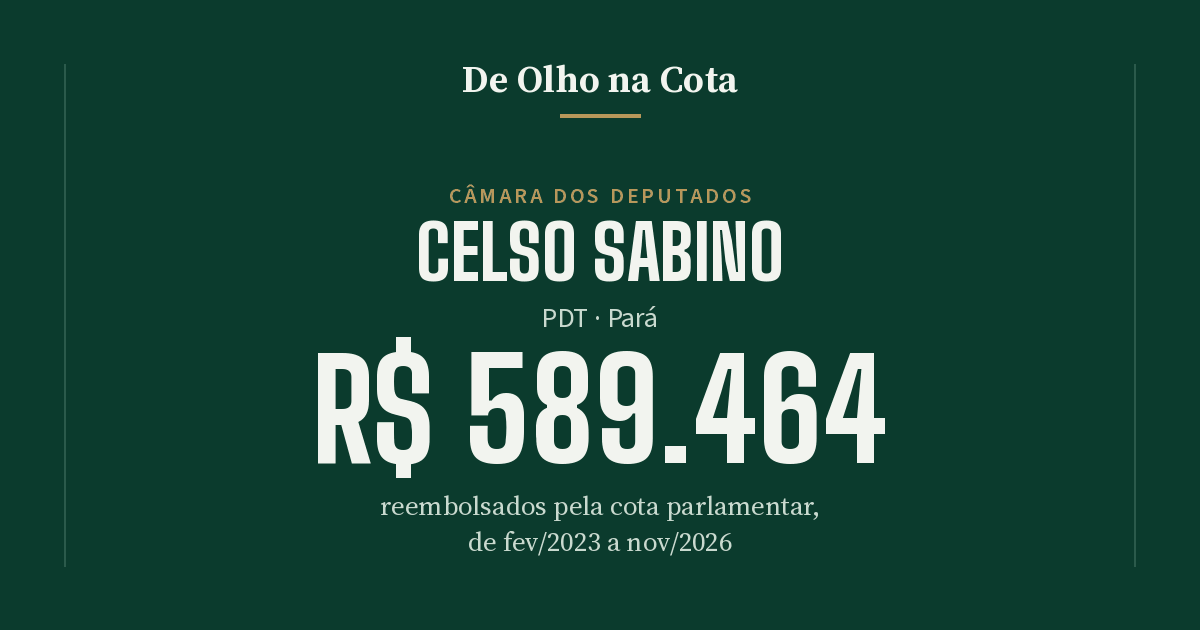 De Olho na Cota
CÂMARA DOS DEPUTADOS
CELSO SABINO
PDT · Pará
R$ 589.464
reembolsados pela cota parlamentar,
de fev/2023 a nov/2026